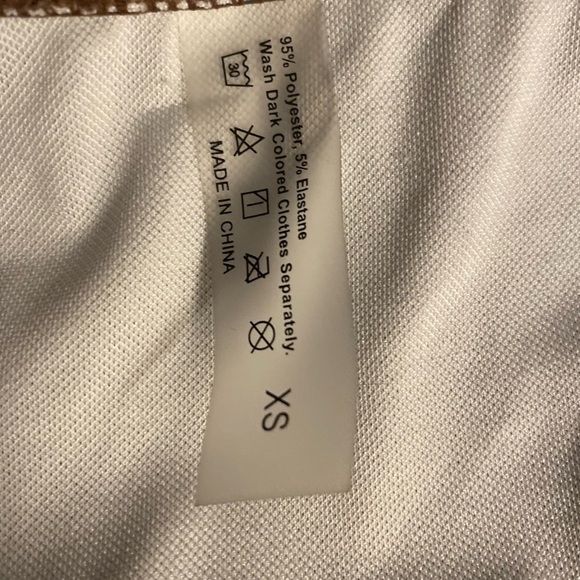 95% Polyester, 5% Elastane
Wash Dark Colored Clothes Separately.
30
MADE IN CHINA
XS